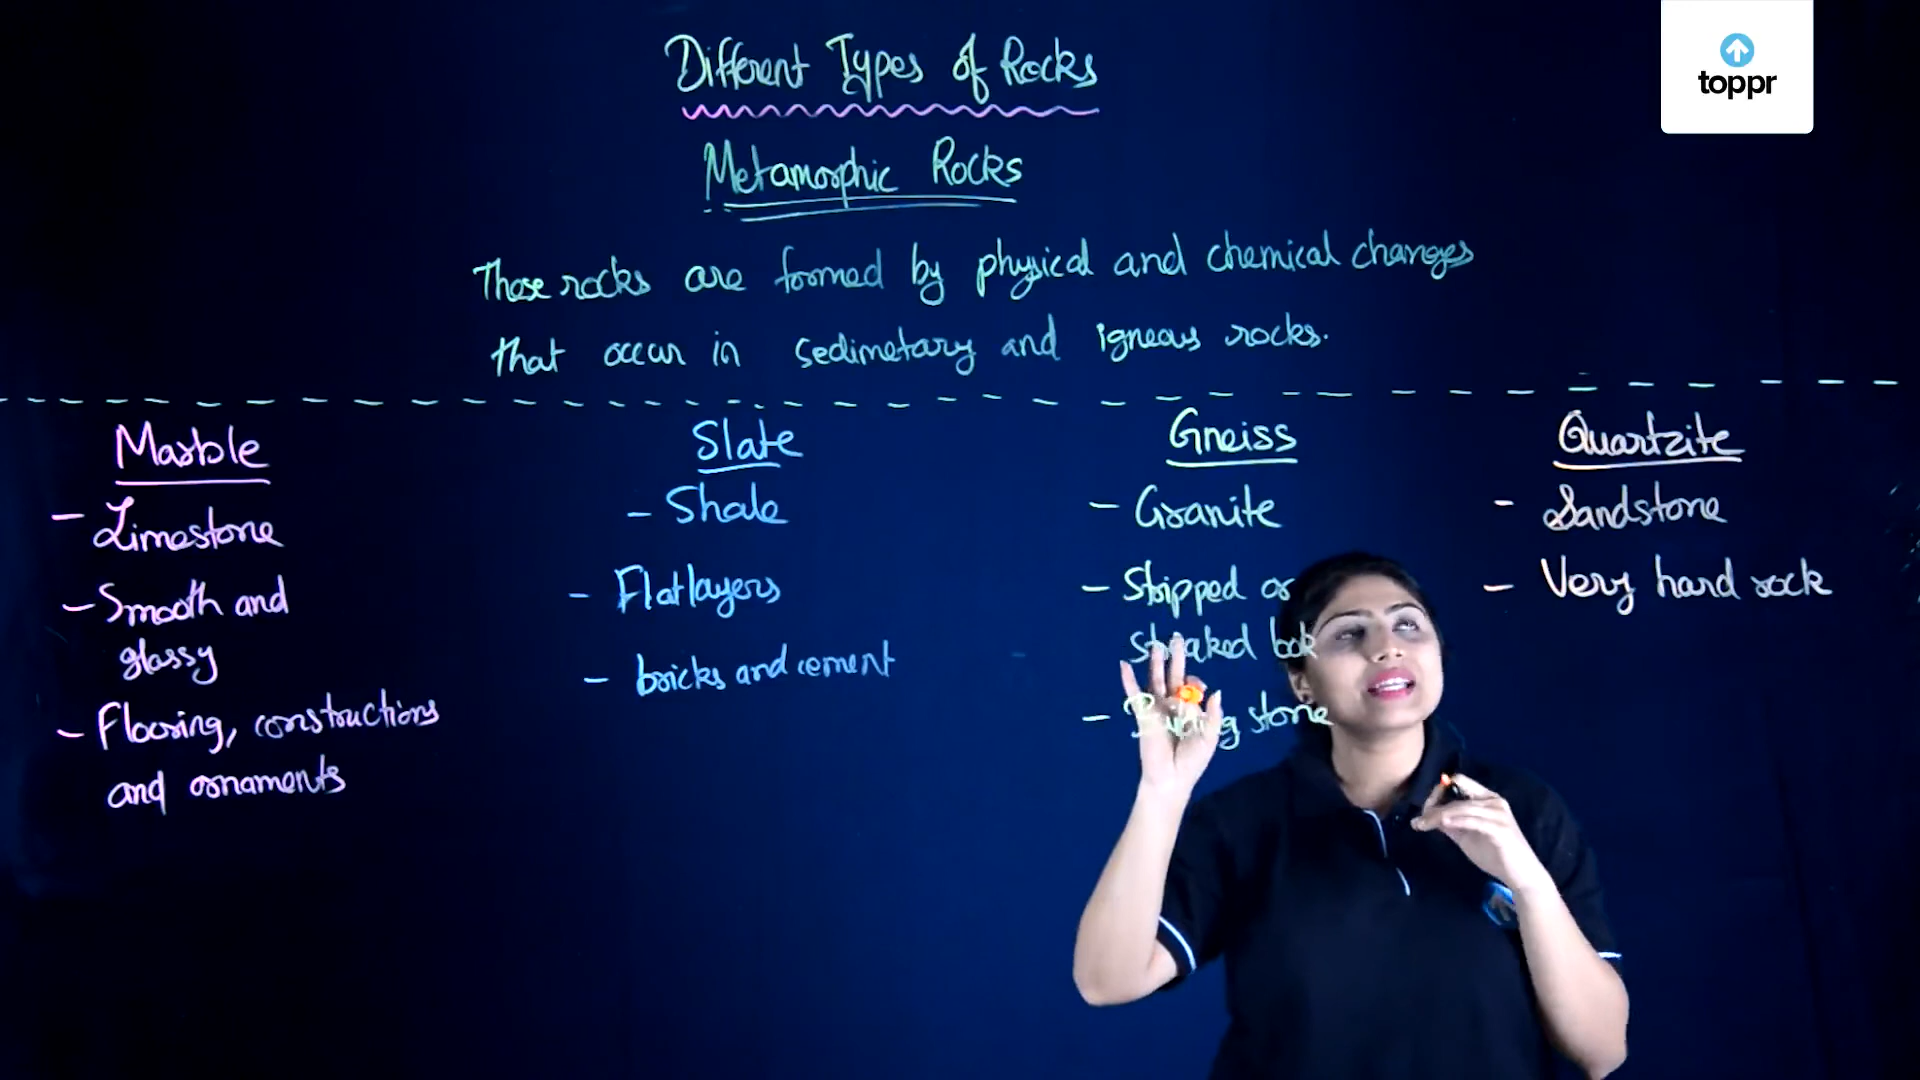 Different Types of Rocks
toppr
Metamorphic Rocks
These rocks are formed by physical and chemical changes
that occur in sedimetary and igneous rocks.
Marble
- Limestone
- Smooth and
glassy
- Flooring, constructions
and ornaments
Slate
- Shale
- Flat layers
- bricks and cement
Gneiss
- Granite
- Stripped or
streaked look
- stone
Quartzite
- Sandstone
- Very hard rock